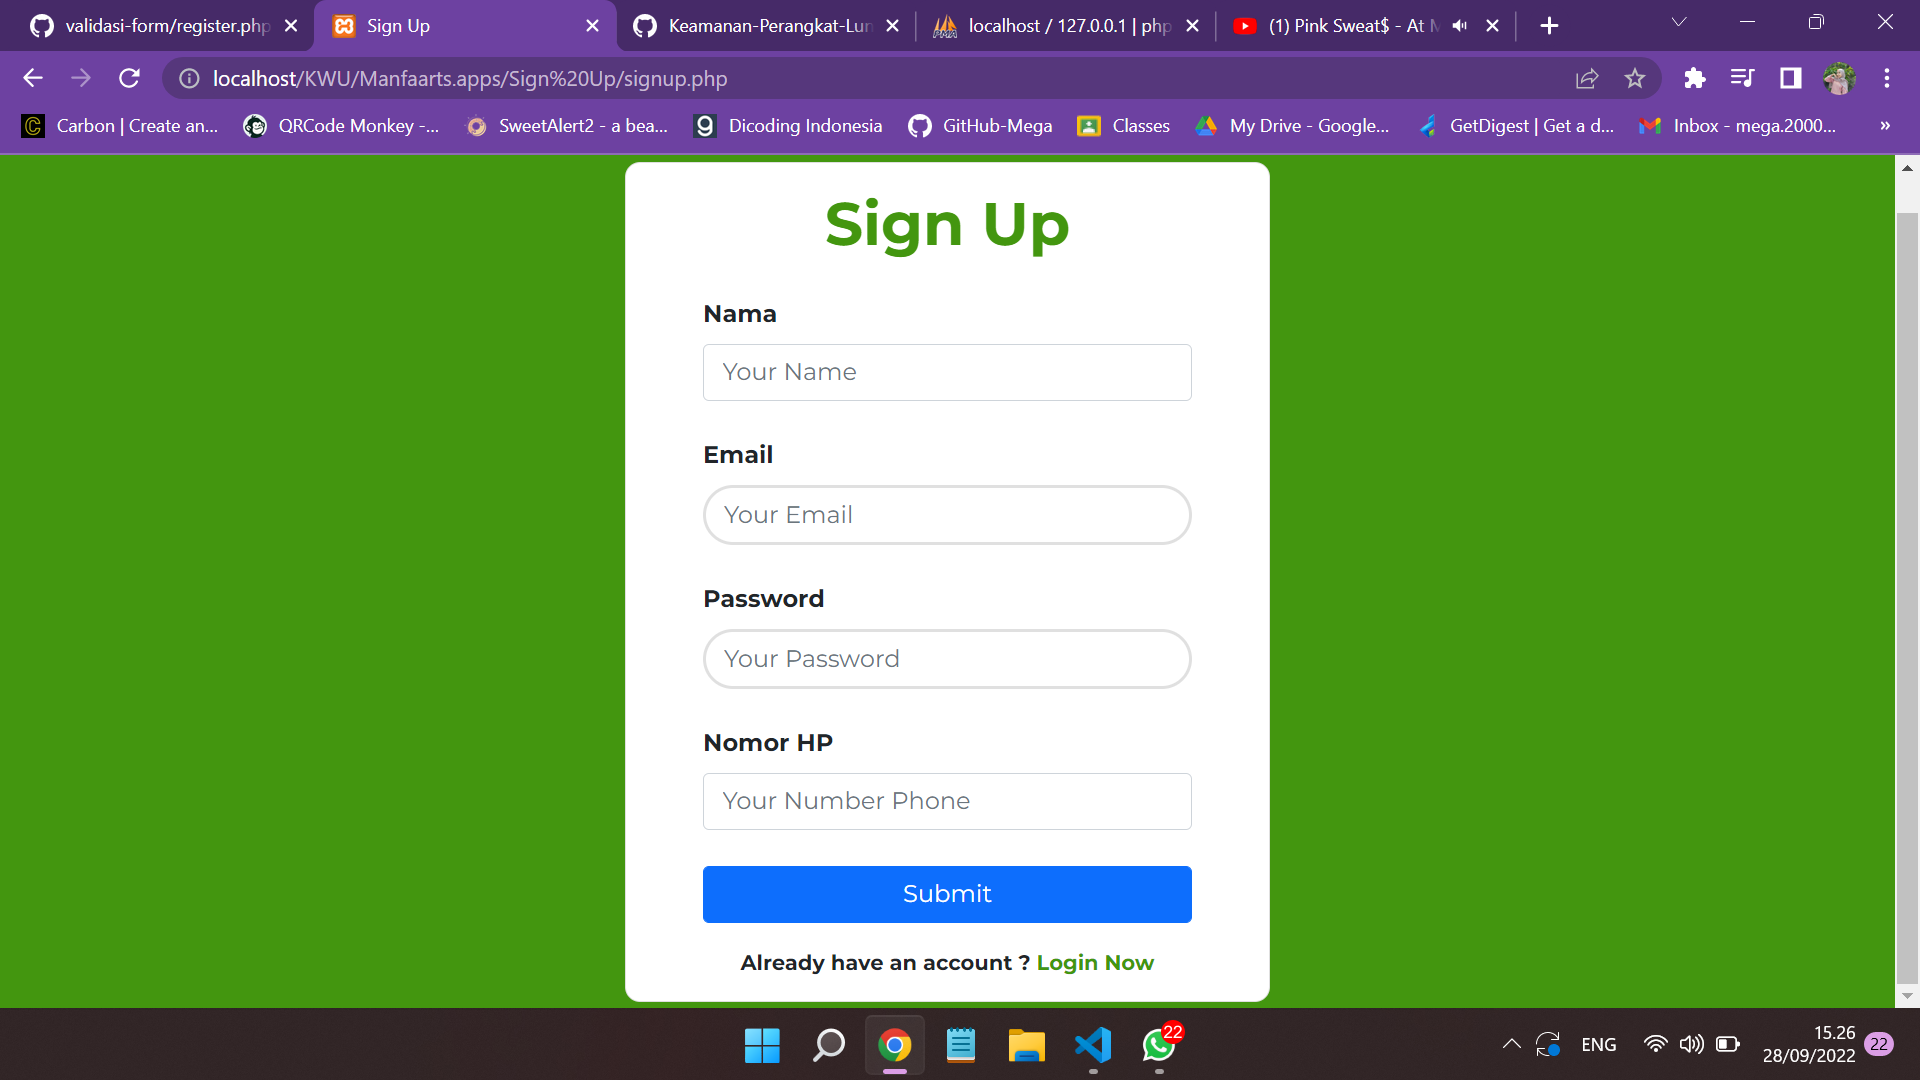 validasi-form/register.php
Sign Up
Keamanan-Perangkat-Lun
localhost / 127.0.0.1 | php
(1) Pink Sweat$ - At M
localhost/KWU/Manfaarts.apps/Sign%20Up/signup.php
Carbon | Create an...
QRCode Monkey -...
SweetAlert2 - a bea...
Dicoding Indonesia
GitHub-Mega
Classes
My Drive - Google...
GetDigest | Get a d...
Inbox - mega.2000...
»
Sign Up
Nama
Your Name
Email
Your Email
Password
Your Password
Nomor HP
Your Number Phone
Submit
Already have an account ? Login Now
22
ENG
15.26
28/09/2022
22